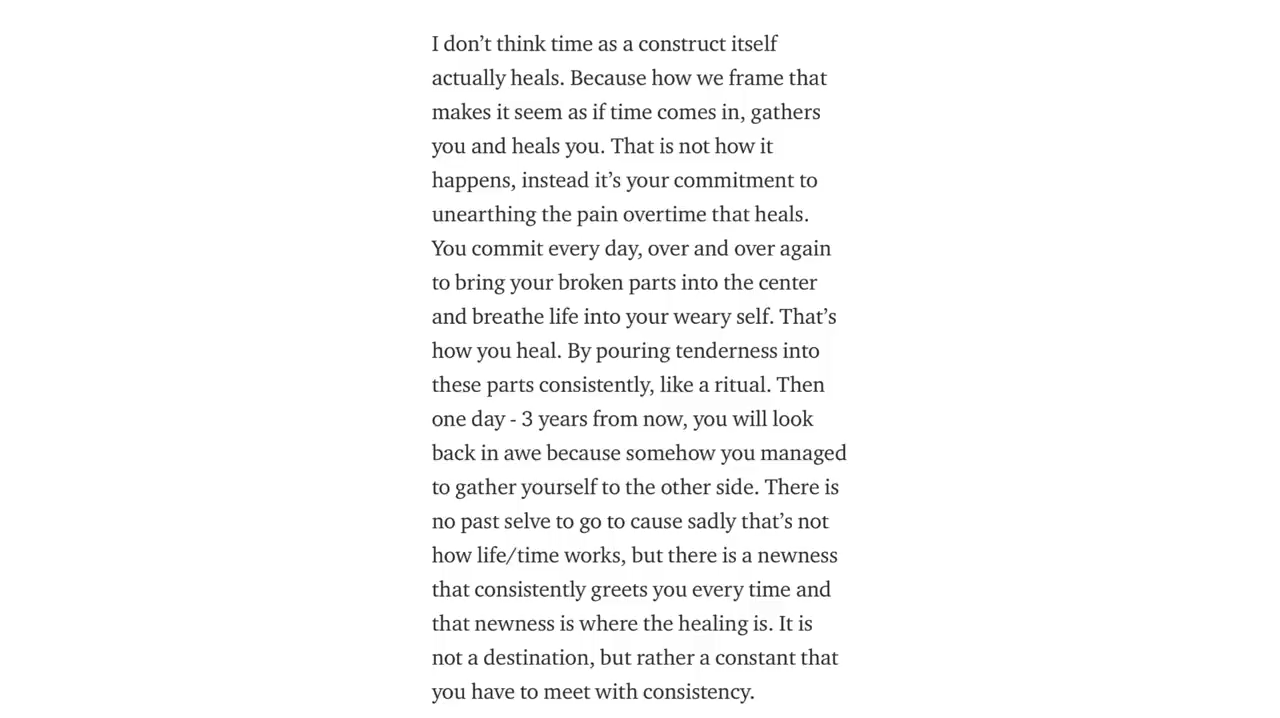 I don’t think time as a construct itself
actually heals. Because how we frame that
makes it seem as if time comes in, gathers
you and heals you. That is not how it
happens, instead it’s your commitment to
unearthing the pain overtime that heals.
You commit every day, over and over again
to bring your broken parts into the center
and breathe life into your weary self. That’s
how you heal. By pouring tenderness into
these parts consistently, like a ritual. Then
one day - 3 years from now, you will look
back in awe because somehow you managed
to gather yourself to the other side. There is
no past selve to go to cause sadly that’s not
how life/time works, but there is a newness
that consistently greets you every time and
that newness is where the healing is. It is
not a destination, but rather a constant that
you have to meet with consistency.